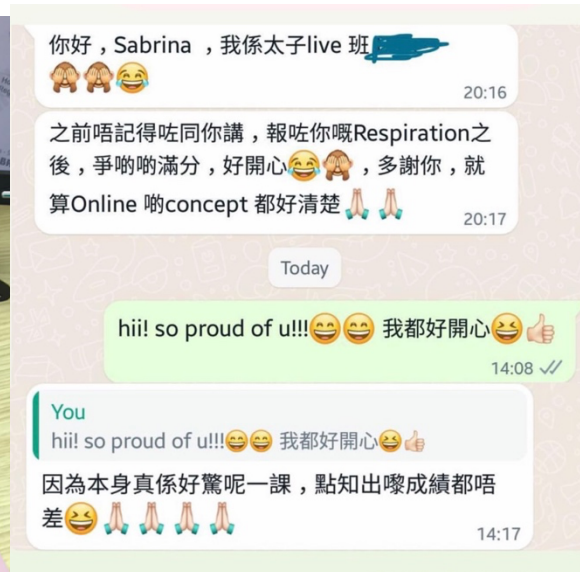 你好，Sabrina ，我係太子live 班
🙈🙈😂
20:16
之前唔記得咗同你講，報咗你嘅Respiration之
後，爭啲啲滿分，好開心😂🙈，多謝你，就
算Online 啲concept 都好清楚🙏🏻🙏🏻
20:17
Today
hii! so proud of u!!!😄😄 我都好開心😆👍🏻
14:08
You
hii! so proud of u!!!😄😄 我都好開心😆👍🏻
因為本身真係好驚呢一課，點知出嚟成績都唔
差😆🙏🏻🙏🏻🙏🏻🙏🏻
14:17